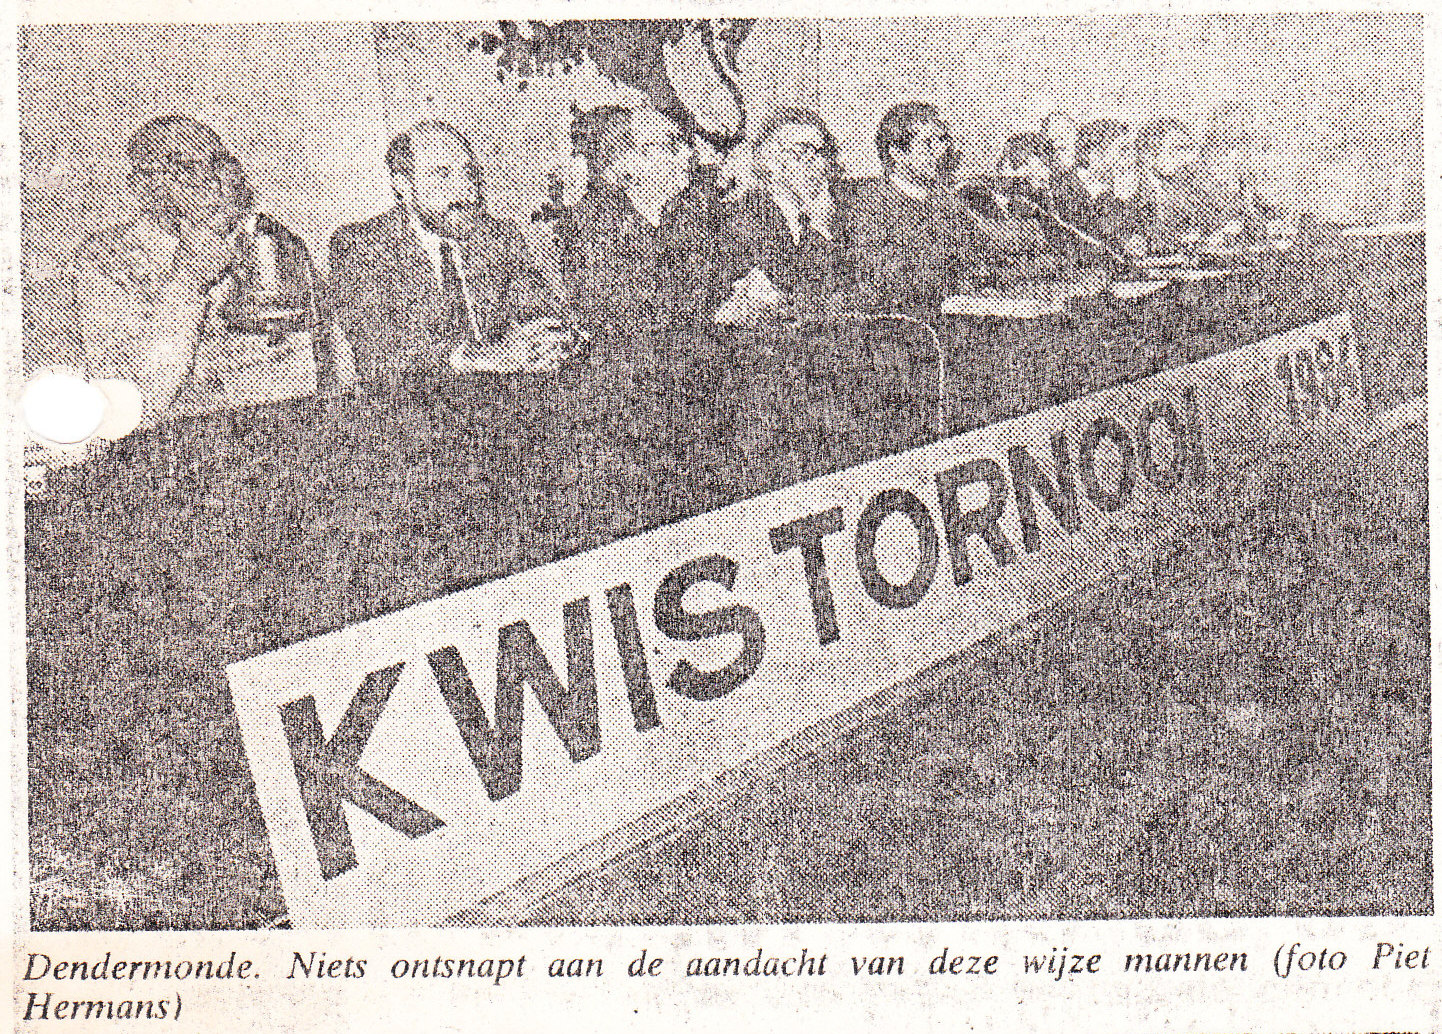 KWISTORNOOI
Dendermonde. Niets ontsnapt aan de aandacht van deze wijze mannen (foto Piet
Hermans)